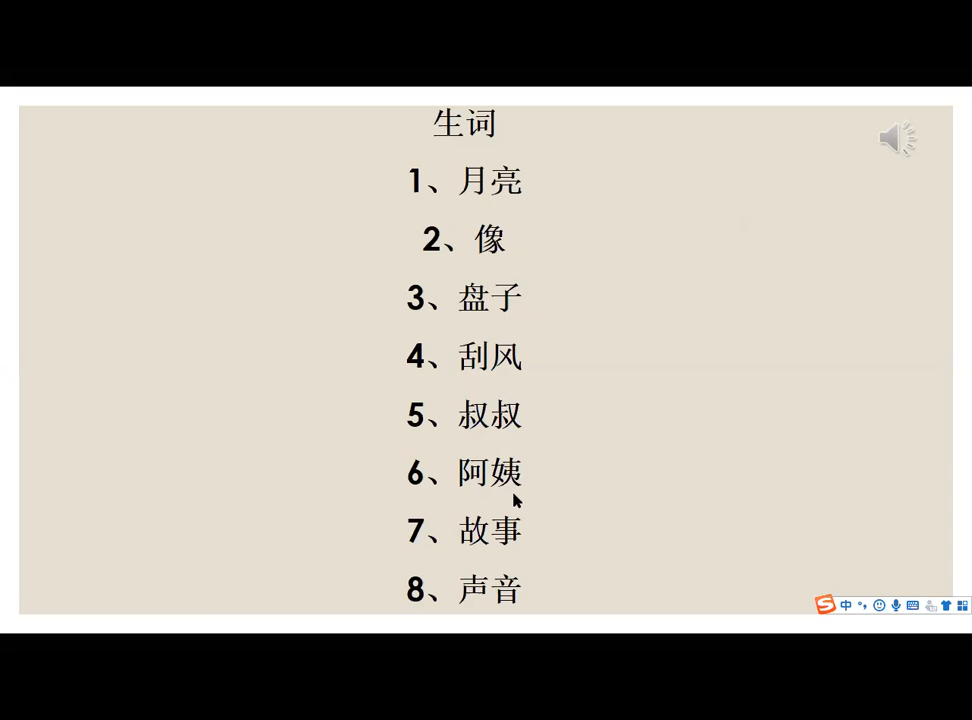 生词
1、月亮
2、像
3、盘子
4、刮风
5、叔叔
6、阿姨
7、故事
8、声音
中